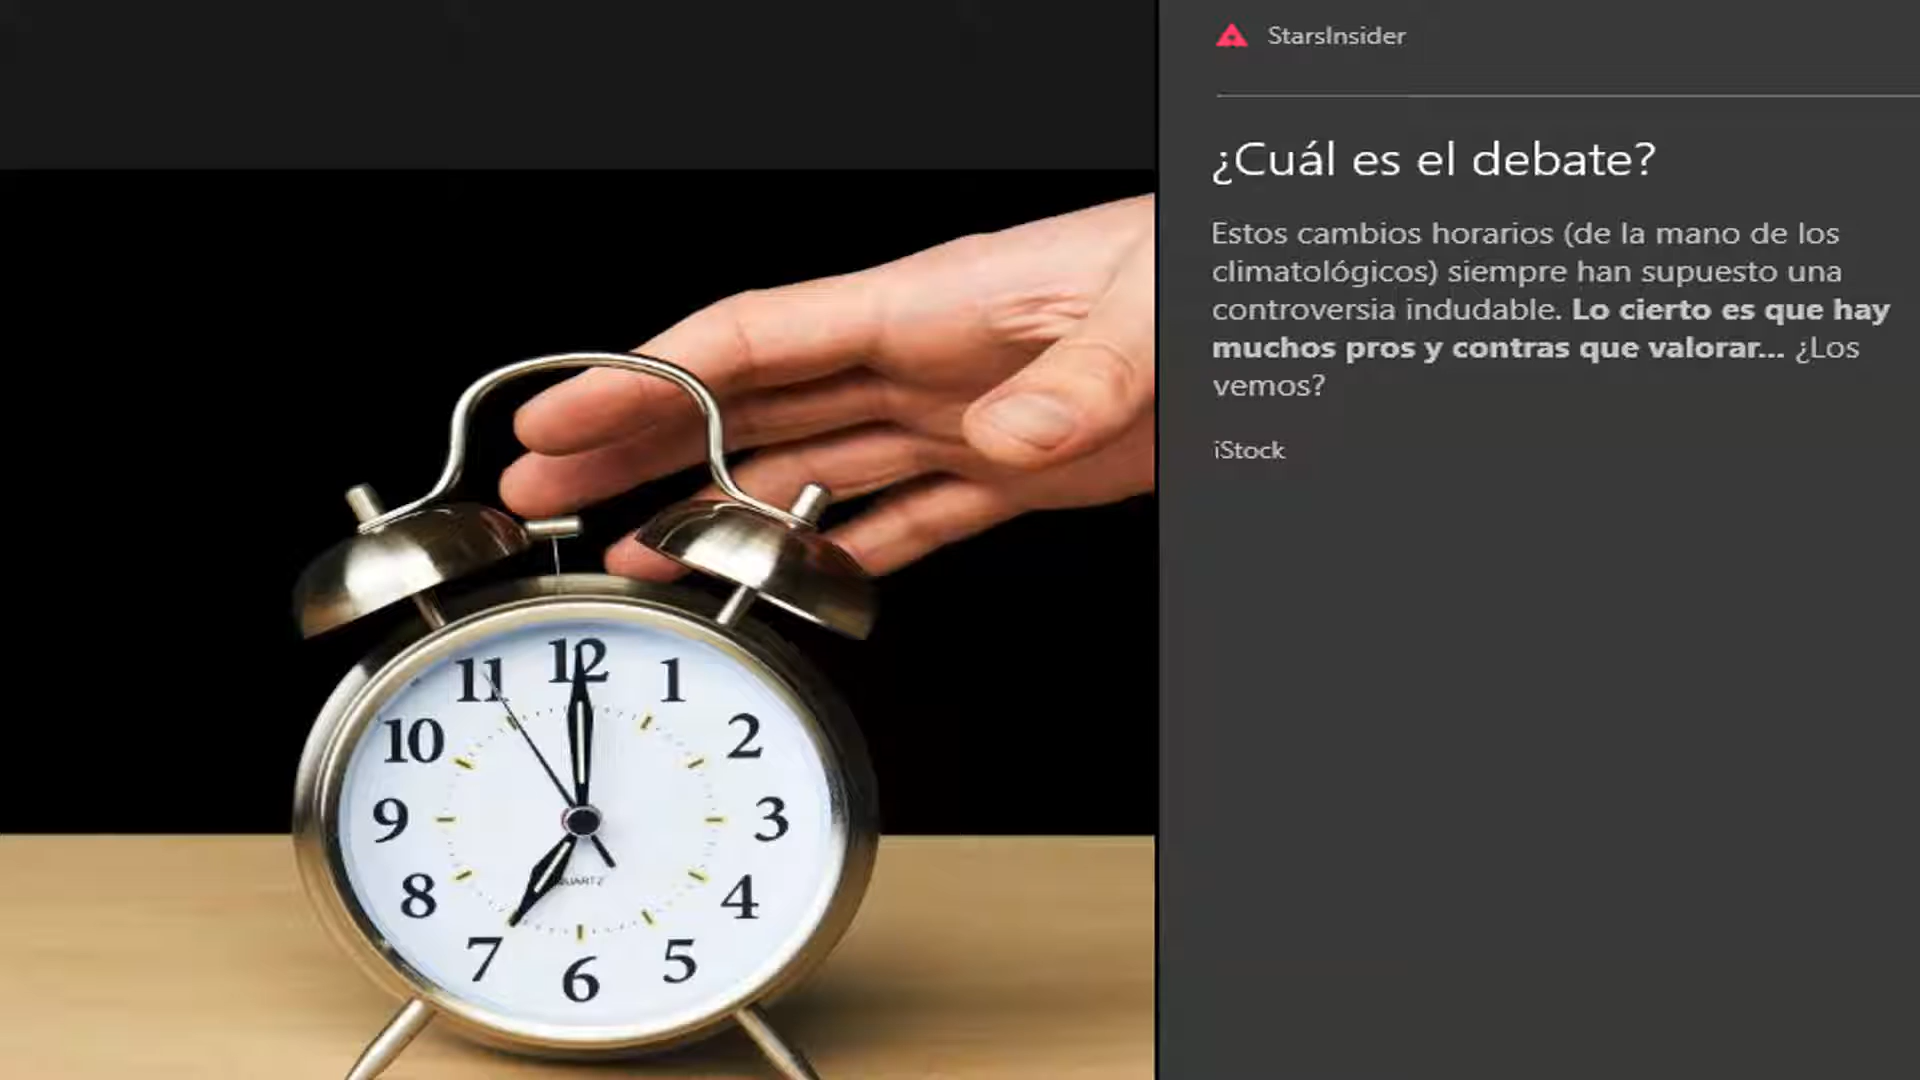 StarsInsider
¿Cuál es el debate?
Estos cambios horarios (de la mano de los
climatológicos) siempre han supuesto una
controversia indudable. Lo cierto es que hay
muchos pros y contras que valorar... ¿Los
vemos?
iStock
12
11
1
10
2
9
3
8
4
QUARTZ
7
5
6